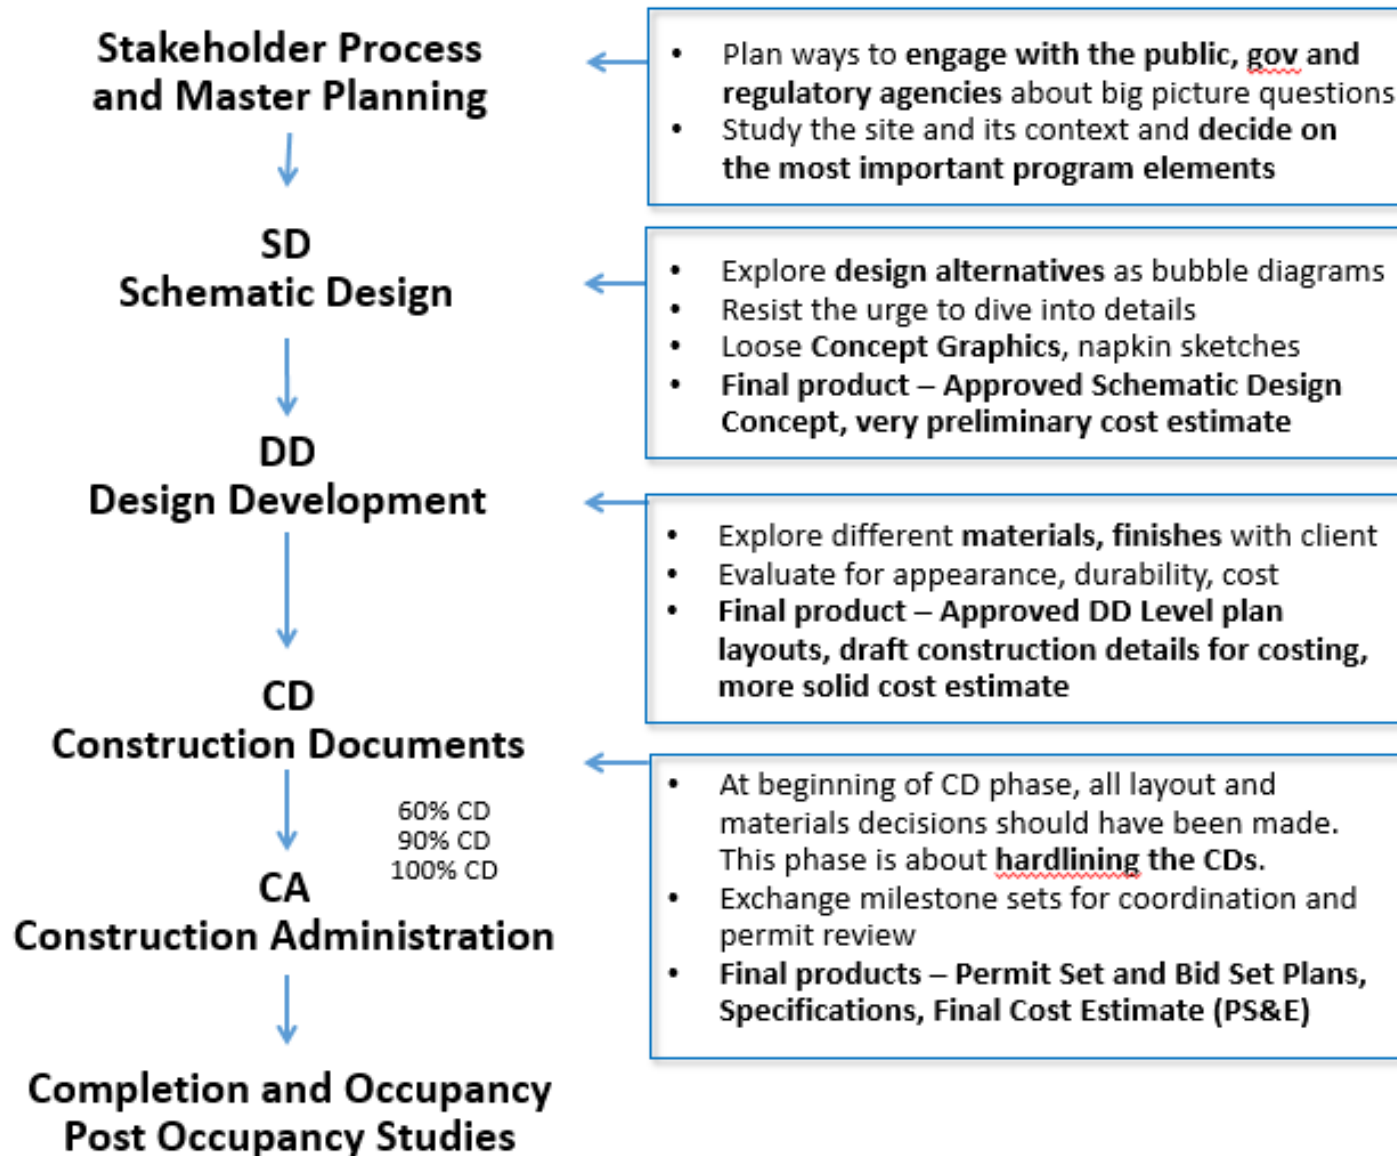 Stakeholder Process
and Master Planning
• Plan ways to engage with the public, gov and
regulatory agencies about big picture questions
• Study the site and its context and decide on
the most important program elements
SD
Schematic Design
• Explore design alternatives as bubble diagrams
• Resist the urge to dive into details
• Loose Concept Graphics, napkin sketches
• Final product – Approved Schematic Design
Concept, very preliminary cost estimate
DD
Design Development
• Explore different materials, finishes with client
• Evaluate for appearance, durability, cost
• Final product – Approved DD Level plan
layouts, draft construction details for costing,
more solid cost estimate
CD
Construction Documents
60% CD
90% CD
100% CD
• At beginning of CD phase, all layout and
materials decisions should have been made.
This phase is about hardlining the CDs.
• Exchange milestone sets for coordination and
permit review
• Final products – Permit Set and Bid Set Plans,
Specifications, Final Cost Estimate (PS&E)
CA
Construction Administration
Completion and Occupancy
Post Occupancy Studies